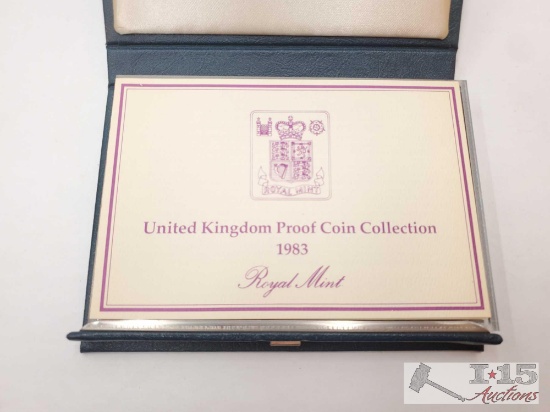 ROYAL MINT
United Kingdom Proof Coin Collection
1983
Royal Mint
I-15
Auctions